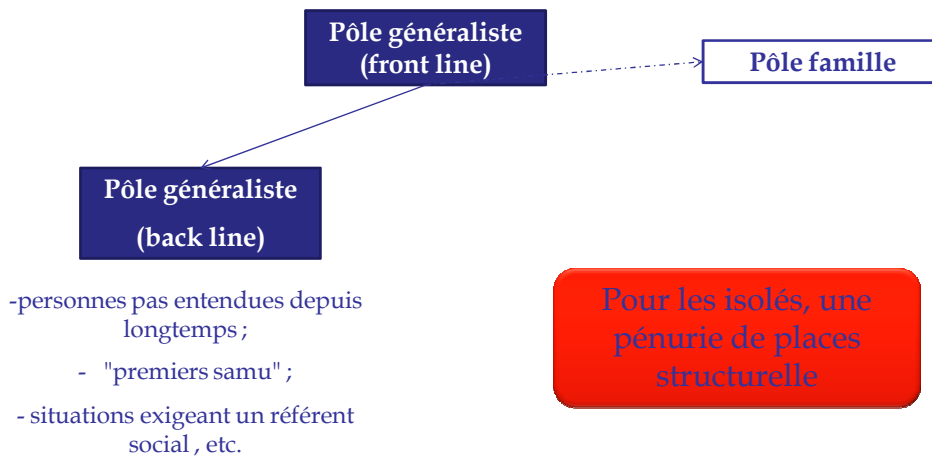 Pôle généraliste
(front line)
Pôle famille
Pôle généraliste
(back line)
-personnes pas entendues depuis
longtemps ;
- "premiers samu" ;
- situations exigeant un référent
social , etc.
Pour les isolés, une
pénurie de places
structurelle